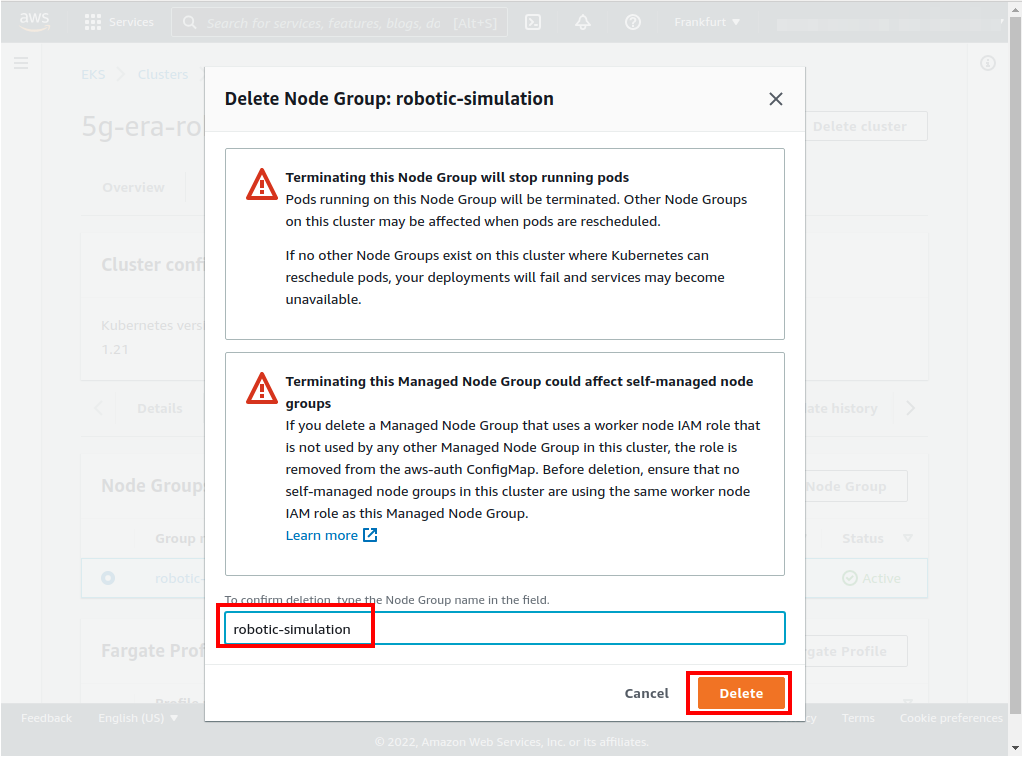 aws
Services
Search for services, features, blogs, do [Alt+S]
Frankfurt
EKS
Clusters
5g-era-ro
Delete cluster
Overview
Cluster confi
Kubernetes versi
1.21
Details
ate history
Node Groups
Node Group
Group n
Status
robotic-
Active
Fargate Prof
rgate Profile
Profile
Delete Node Group: robotic-simulation
Terminating this Node Group will stop running pods
Pods running on this Node Group will be terminated. Other Node Groups
on this cluster may be affected when pods are rescheduled.
If no other Node Groups exist on this cluster where Kubernetes can
reschedule pods, your deployments will fail and services may become
unavailable.
Terminating this Managed Node Group could affect self-managed node
groups
If you delete a Managed Node Group that uses a worker node IAM role that
is not used by any other Managed Node Group in this cluster, the role is
removed from the aws-auth ConfigMap. Before deletion, ensure that no
self-managed node groups in this cluster are using the same worker node
IAM role as this Managed Node Group.
Learn more
To confirm deletion, type the Node Group name in the field.
robotic-simulation
Cancel
Delete
Feedback
English (US)
cy
Terms
Cookie preferences
© 2022, Amazon Web Services, Inc. or its affiliates.